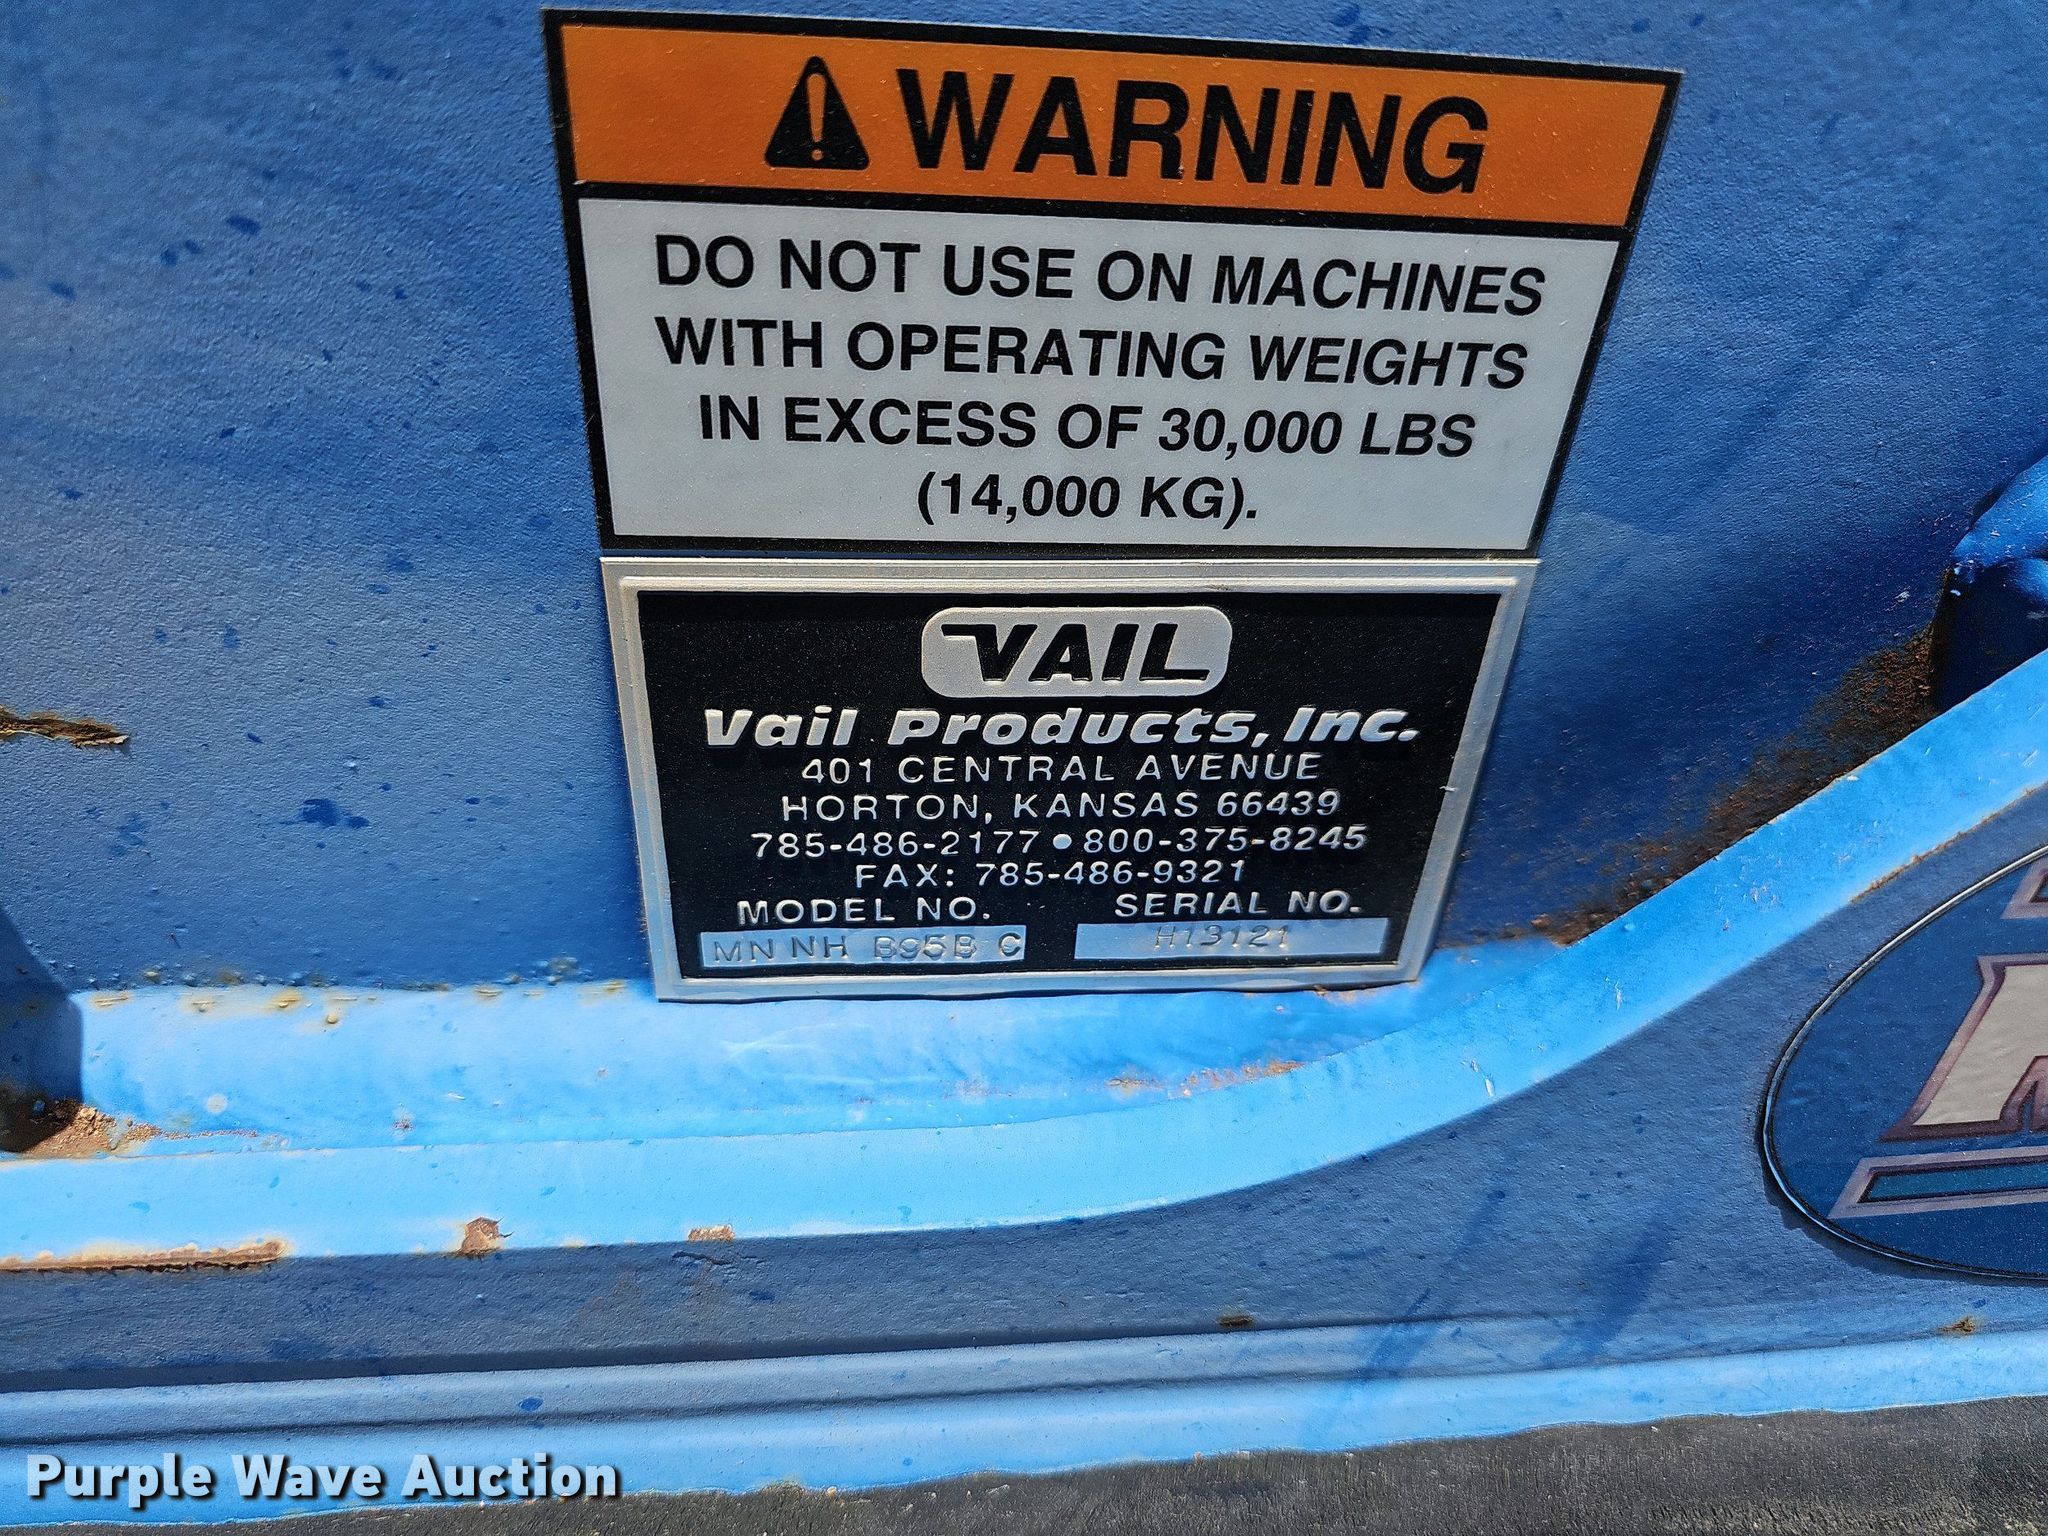 WARNING
DO NOT USE ON MACHINES
WITH OPERATING WEIGHTS
IN EXCESS OF 30,000 LBS
(14,000 KG).
VAIL
Vail Products, Inc.
401 CENTRAL AVENUE
HORTON, KANSAS 66439
785-486-2177 • 800-375-8245
FAX: 785-486-9321
MODEL NO. SERIAL NO.
MN NH B95B C H13121
Purple Wave Auction